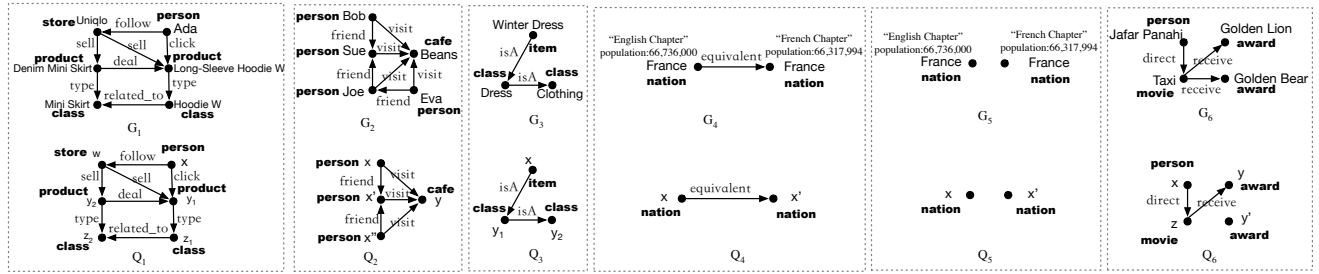 store Uniqlo person Ada
follow
sell sell click
product deal product
Denim Mini Skirt Long-Sleeve Hoodie W
type type
related_to
Mini Skirt Hoodie W
class class
G1
store w person x
follow
sell sell click
product deal product
y2 y1
type type
related_to
z2 z1
class class
Q1
person Bob
visit
friend
person Sue visit cafe
Beans
friend visit visit
person Joe Eva
friend person
G2
person x
visit
friend
person x' visit cafe
y
friend visit
person x''
Q2
Winter Dress
isA item
class class
isA
Dress Clothing
G3
x
isA item
class class
isA
y1 y2
Q3
“English Chapter” “French Chapter”
population:66,736,000 population:66,317,994
equivalent
France France
nation nation
G4
equivalent
x x'
nation nation
Q4
“English Chapter” “French Chapter”
population:66,736,000 population:66,317,994
France France
nation nation
G5
x x'
nation nation
Q5
person
Jafar Panahi Golden Lion
award
direct receive
Taxi Golden Bear
movie receive award
G6
person
x y
award
direct receive
z y'
movie award
Q6